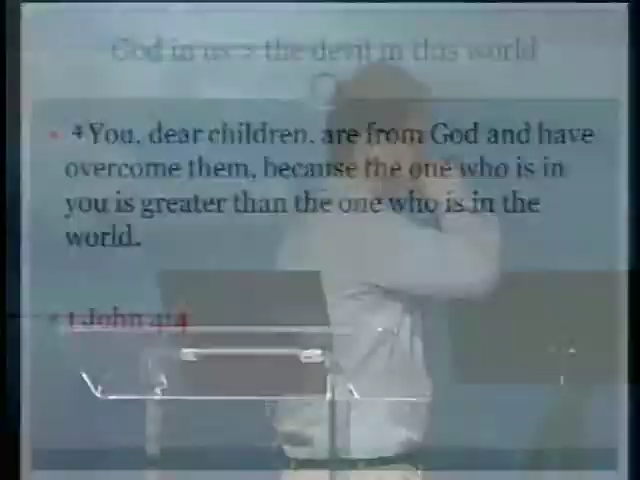 God in us > the devil in this world
4 You, dear children, are from God and have
overcome them, because the one who is in
you is greater than the one who is in the
world.
1 John 4:4